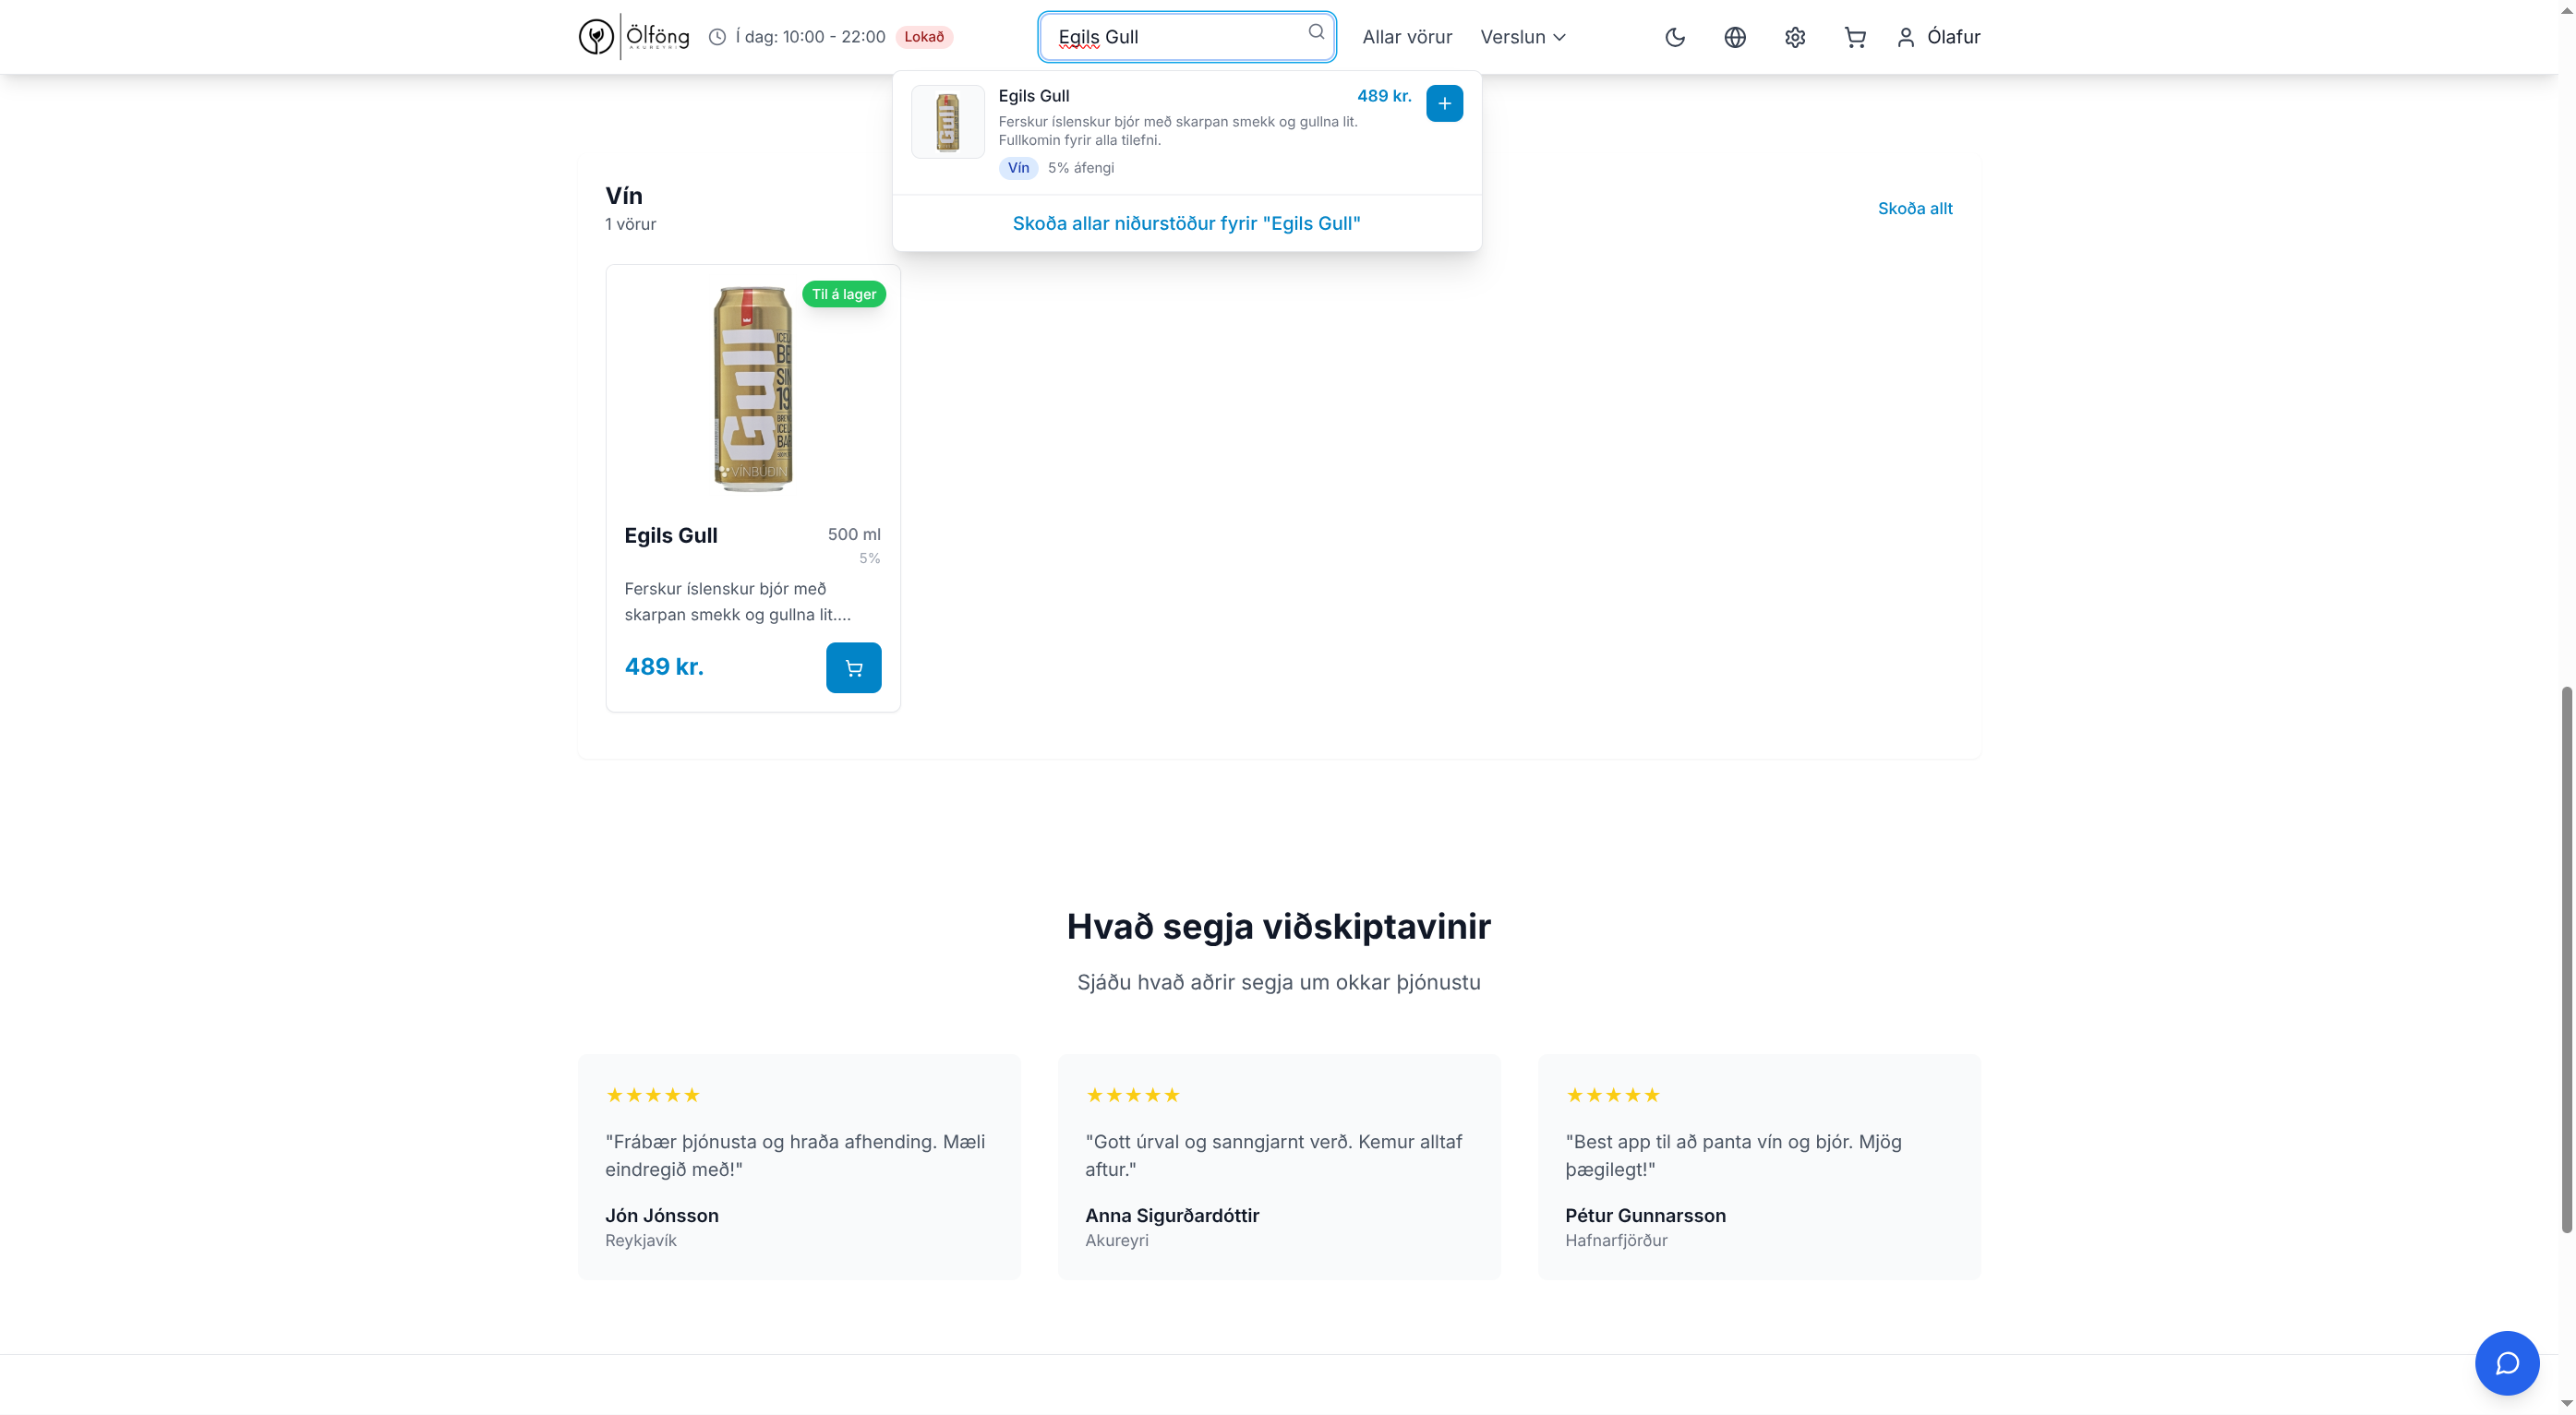 Ölföng
AKUREYRI
Í dag: 10:00 - 22:00
Lokað
Egils Gull
Allar vörur
Verslun
Ólafur
Egils Gull
489 kr.
Ferskur íslenskur bjór með skarpan smekk og gullna lit.
Fullkomin fyrir alla tilefni.
Vín
5% áfengi
Skoða allar niðurstöður fyrir "Egils Gull"
Vín
1 vörur
Skoða allt
Til á lager
Gull
VÍNBÚÐIN
Egils Gull
500 ml
5%
Ferskur íslenskur bjór með
skarpan smekk og gullna lit....
489 kr.
Hvað segja viðskiptavinir
Sjáðu hvað aðrir segja um okkar þjónustu
★★★★★
"Frábær þjónusta og hraða afhending. Mæli
eindregið með!"
Jón Jónsson
Reykjavík
★★★★★
"Gott úrval og sanngjarnt verð. Kemur alltaf
aftur."
Anna Sigurðardóttir
Akureyri
★★★★★
"Best app til að panta vín og bjór. Mjög
þægilegt!"
Pétur Gunnarsson
Hafnarfjörður